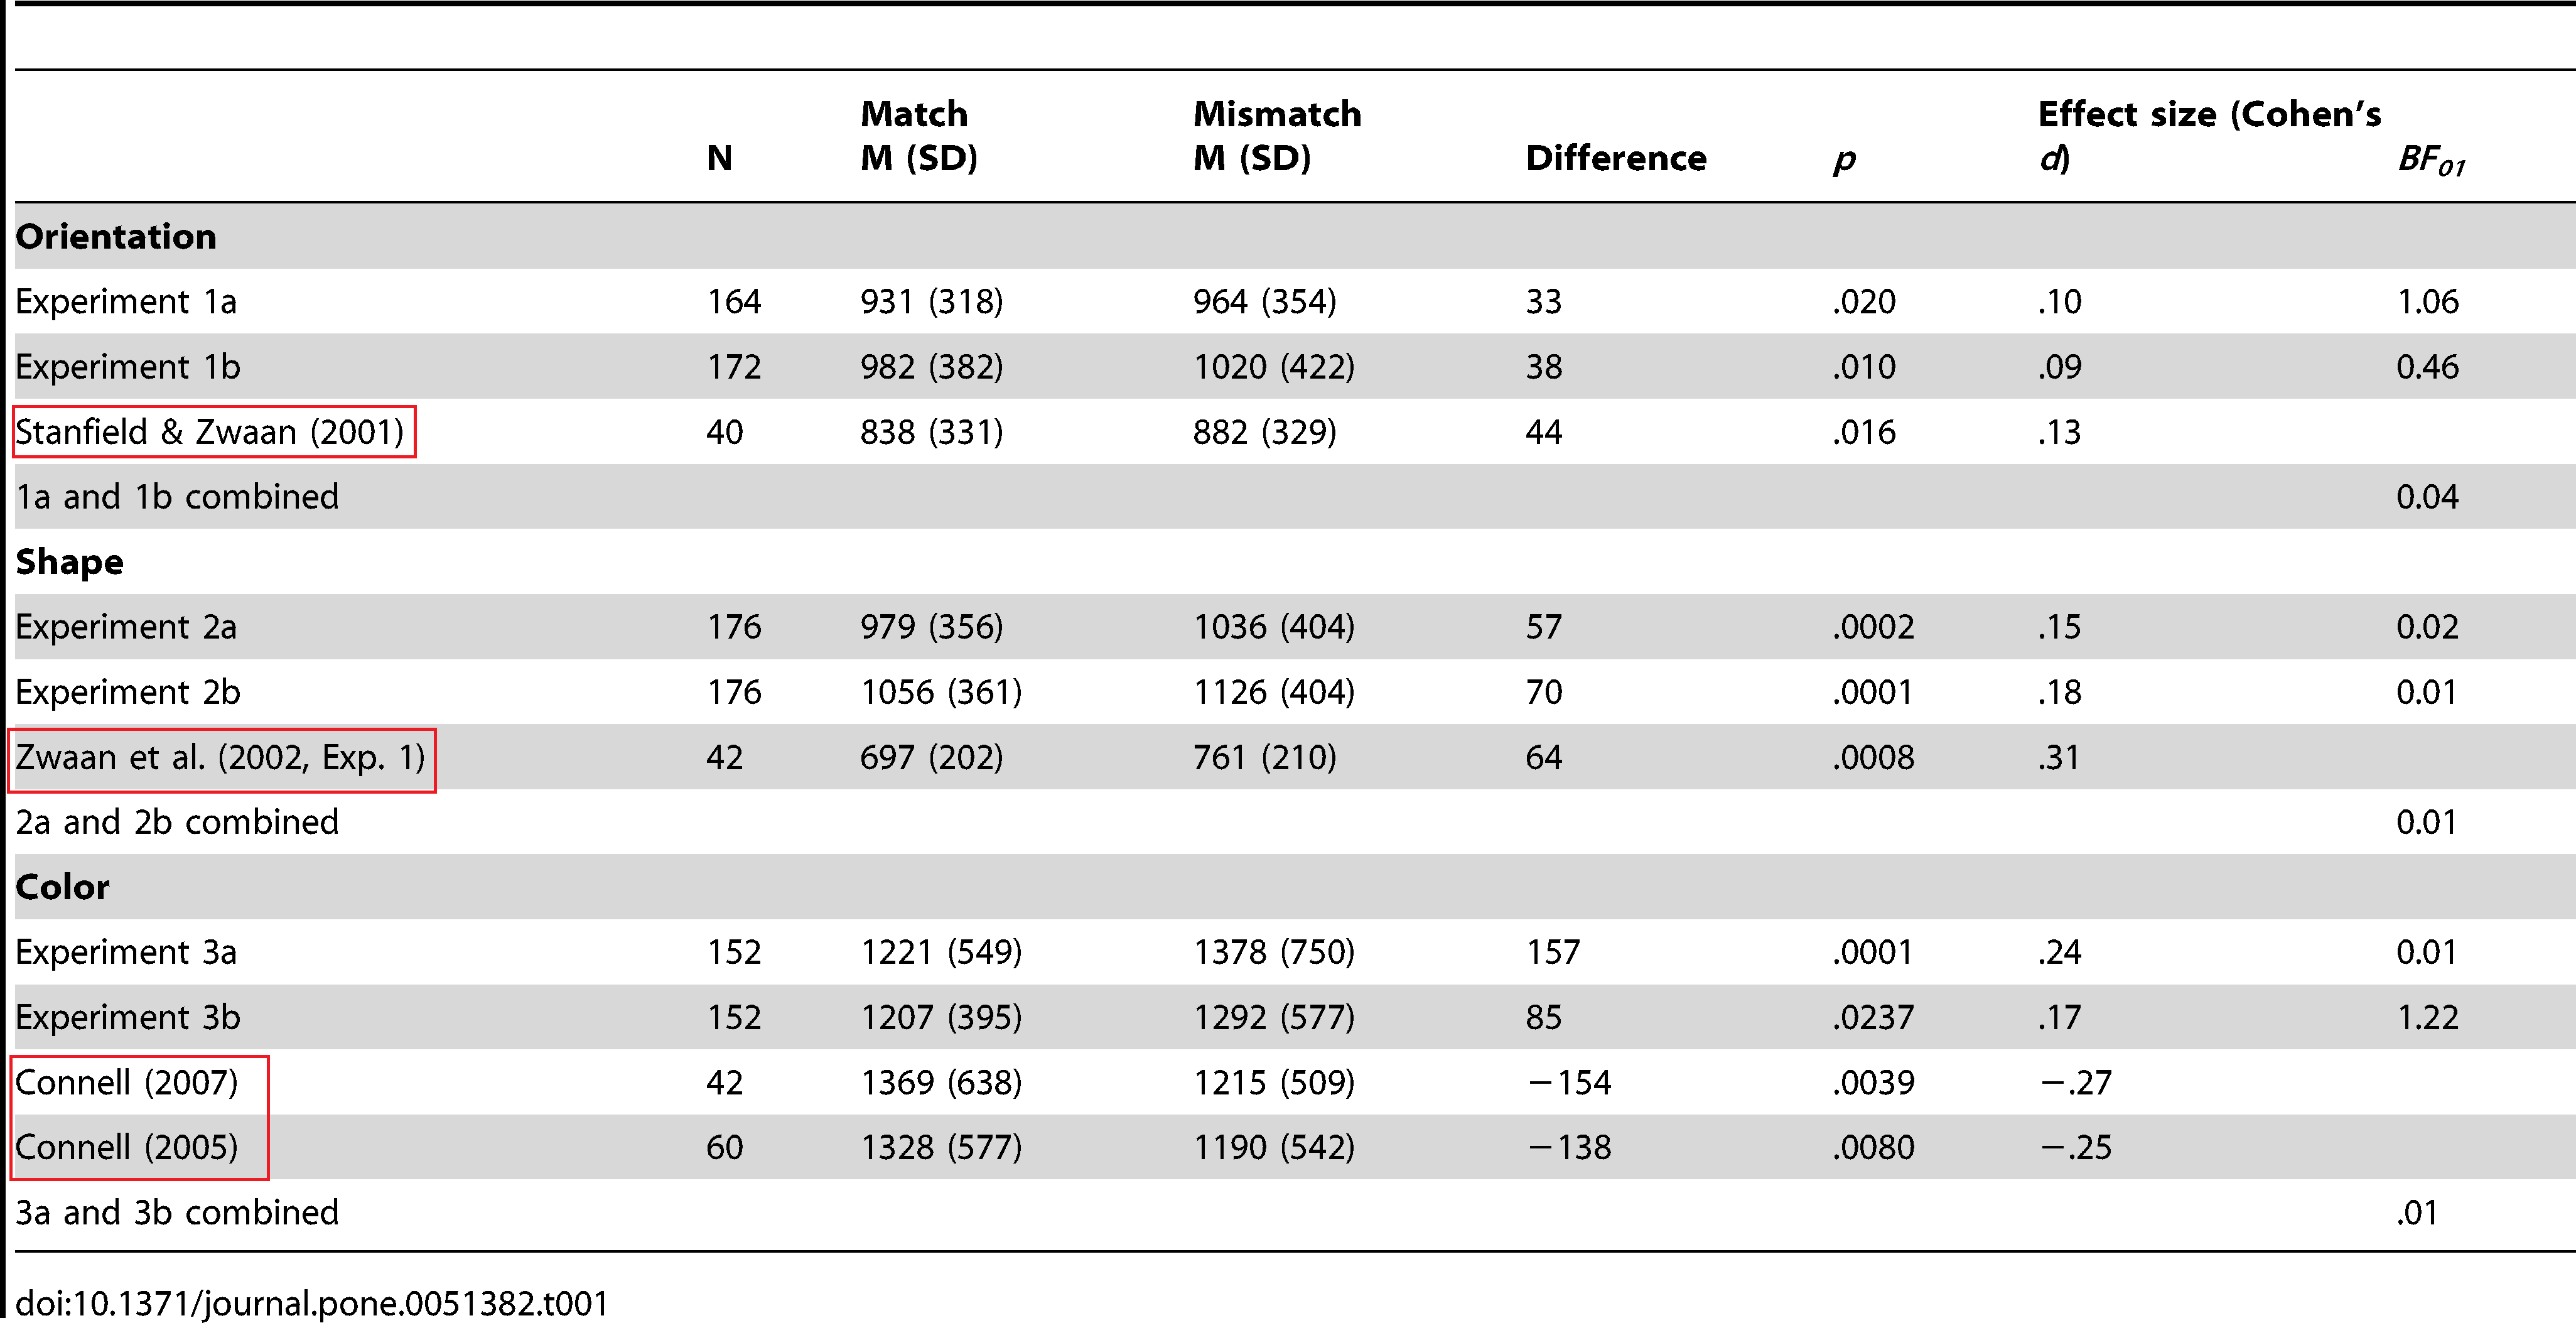 Match Mismatch Effect size (Cohen's
N M (SD) M (SD) Difference p d) BF01
Orientation
Experiment 1a 164 931 (318) 964 (354) 33 .020 .10 1.06
Experiment 1b 172 982 (382) 1020 (422) 38 .010 .09 0.46
Stanfield & Zwaan (2001) 40 838 (331) 882 (329) 44 .016 .13
1a and 1b combined 0.04
Shape
Experiment 2a 176 979 (356) 1036 (404) 57 .0002 .15 0.02
Experiment 2b 176 1056 (361) 1126 (404) 70 .0001 .18 0.01
Zwaan et al. (2002, Exp. 1) 42 697 (202) 761 (210) 64 .0008 .31
2a and 2b combined 0.01
Color
Experiment 3a 152 1221 (549) 1378 (750) 157 .0001 .24 0.01
Experiment 3b 152 1207 (395) 1292 (577) 85 .0237 .17 1.22
Connell (2007) 42 1369 (638) 1215 (509) −154 .0039 −.27
Connell (2005) 60 1328 (577) 1190 (542) −138 .0080 −.25
3a and 3b combined .01
doi:10.1371/journal.pone.0051382.t001